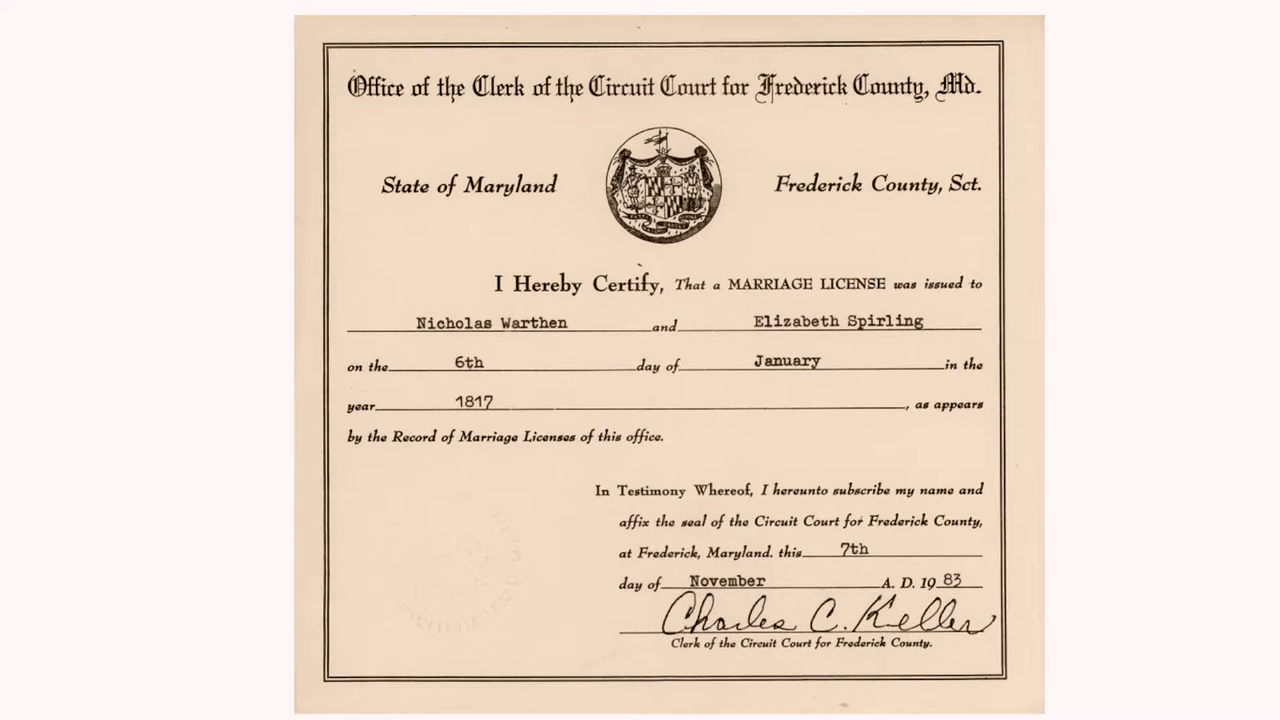 Office of the Clerk of the Circuit Court for Frederick County, Md.
State of Maryland Frederick County, Sct.
I Hereby Certify, That a MARRIAGE LICENSE was issued to
Nicholas Warthen and Elizabeth Spirling
on the 6th day of January in the
year 1817, as appears
by the Record of Marriage Licenses of this office.
In Testimony Whereof, I hereunto subscribe my name and
affix the seal of the Circuit Court for Frederick County,
at Frederick, Maryland. this 7th
day of November A. D. 19 83
Charles C. Keller
Clerk of the Circuit Court for Frederick County.